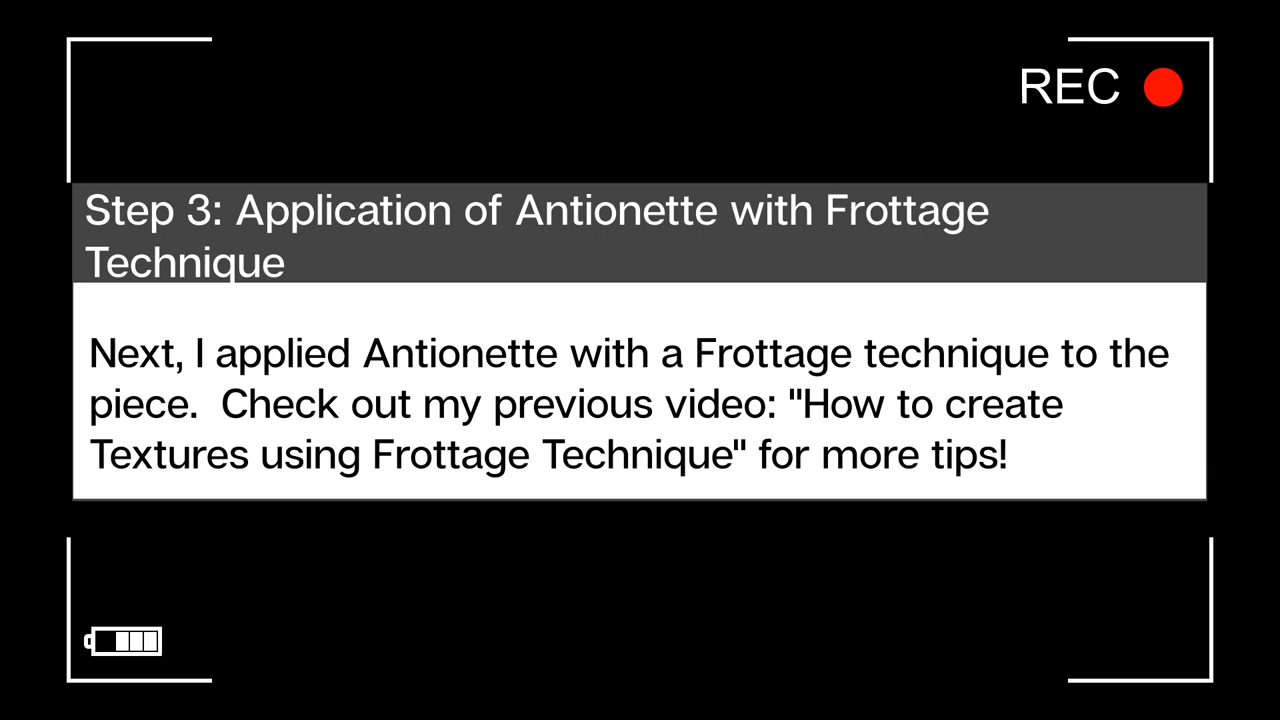 REC
Step 3: Application of Antionette with Frottage
Technique
Next, I applied Antionette with a Frottage technique to the
piece.  Check out my previous video: "How to create
Textures using Frottage Technique" for more tips!